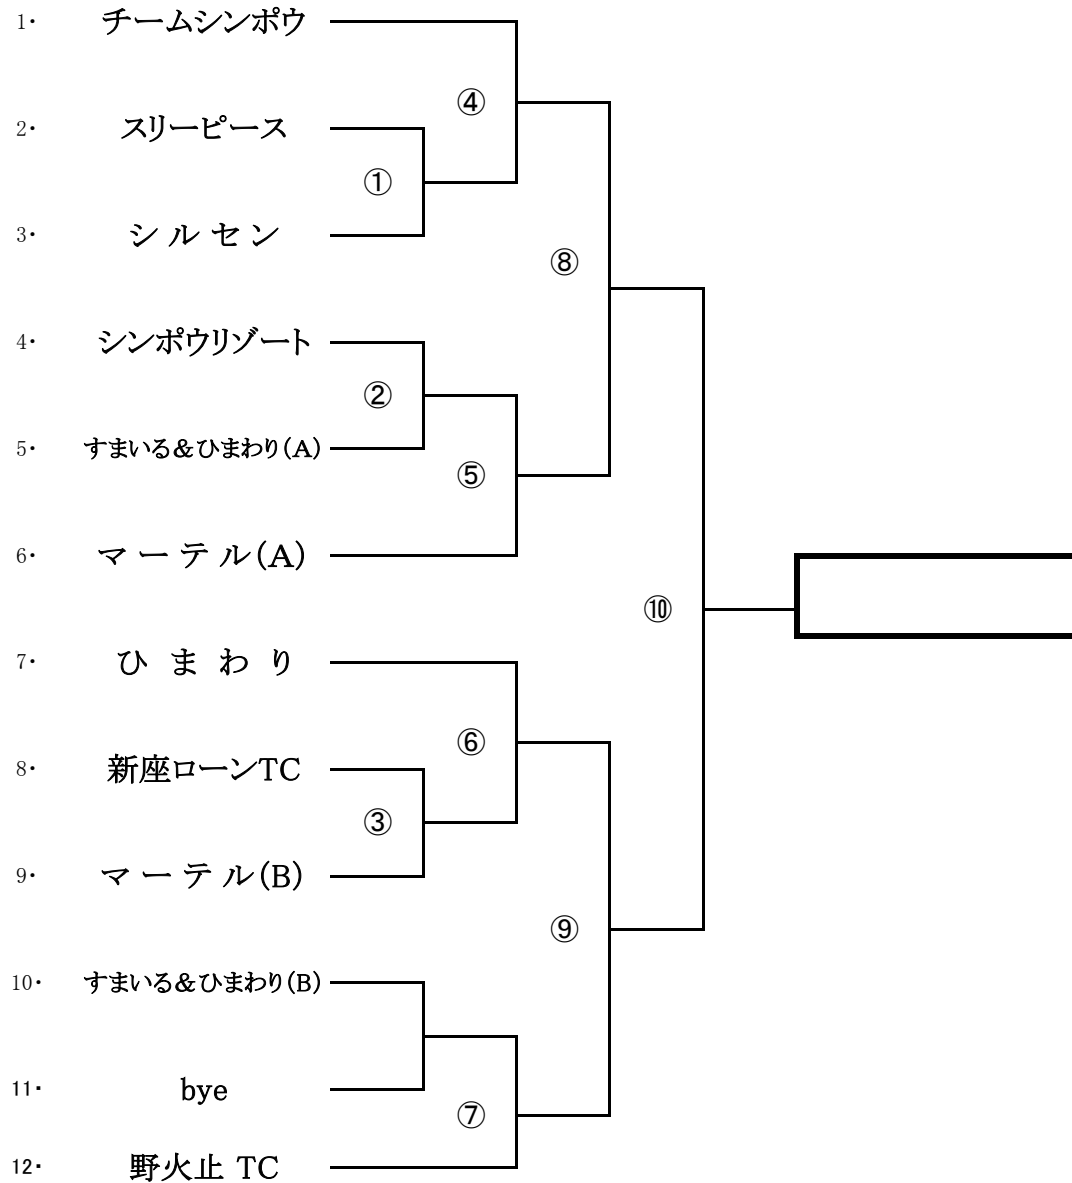 1・ チームシンポウ
④
2・ スリーピース
①
3・ シ ル セ ン
⑧
4・ シンポウリゾート
②
5・ すまいる&ひまわり(A)
⑤
6・ マ ー テ ル(A)
⑩
7・ ひ ま わ り
⑥
8・ 新座ローンTC
③
9・ マ ー テ ル(B)
⑨
10・ すまいる&ひまわり(B)
11・ bye
⑦
12・ 野火止 TC